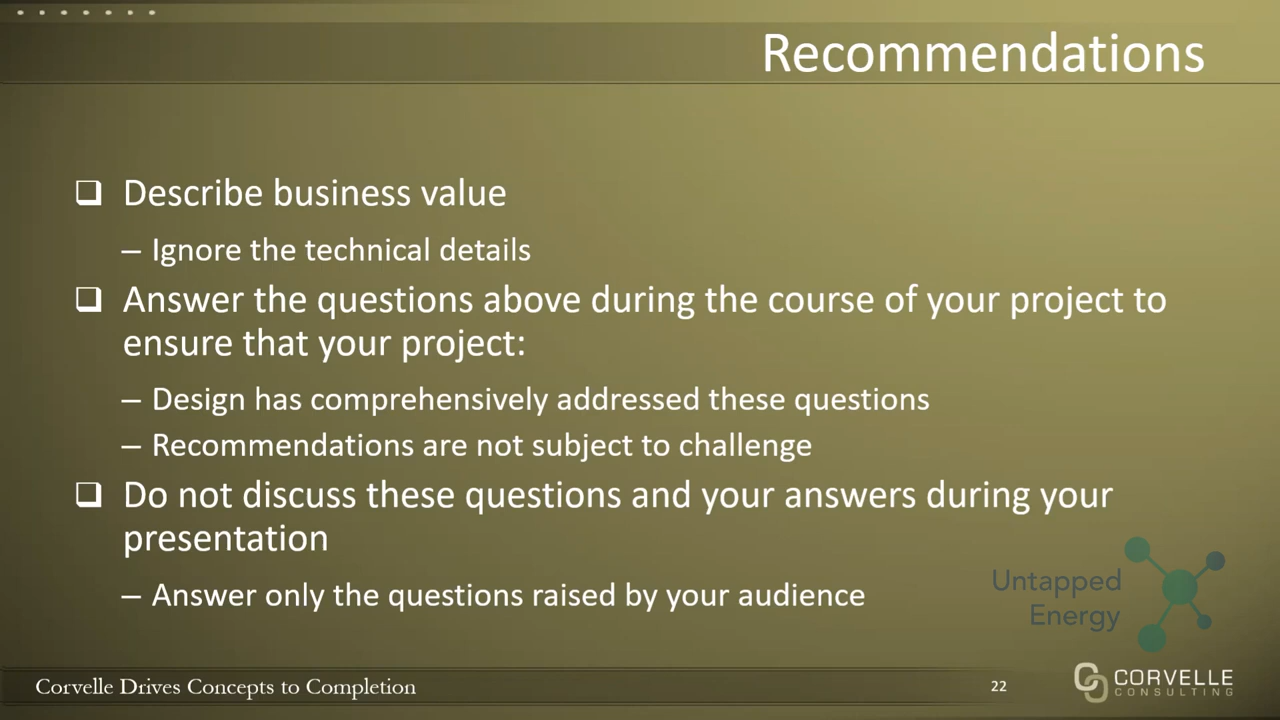 Recommendations
❑ Describe business value
– Ignore the technical details
❑ Answer the questions above during the course of your project to
ensure that your project:
– Design has comprehensively addressed these questions
– Recommendations are not subject to challenge
❑ Do not discuss these questions and your answers during your
presentation
– Answer only the questions raised by your audience
Untapped
Energy
Corvelle Drives Concepts to Completion
22
CORVELLE
CONSULTING